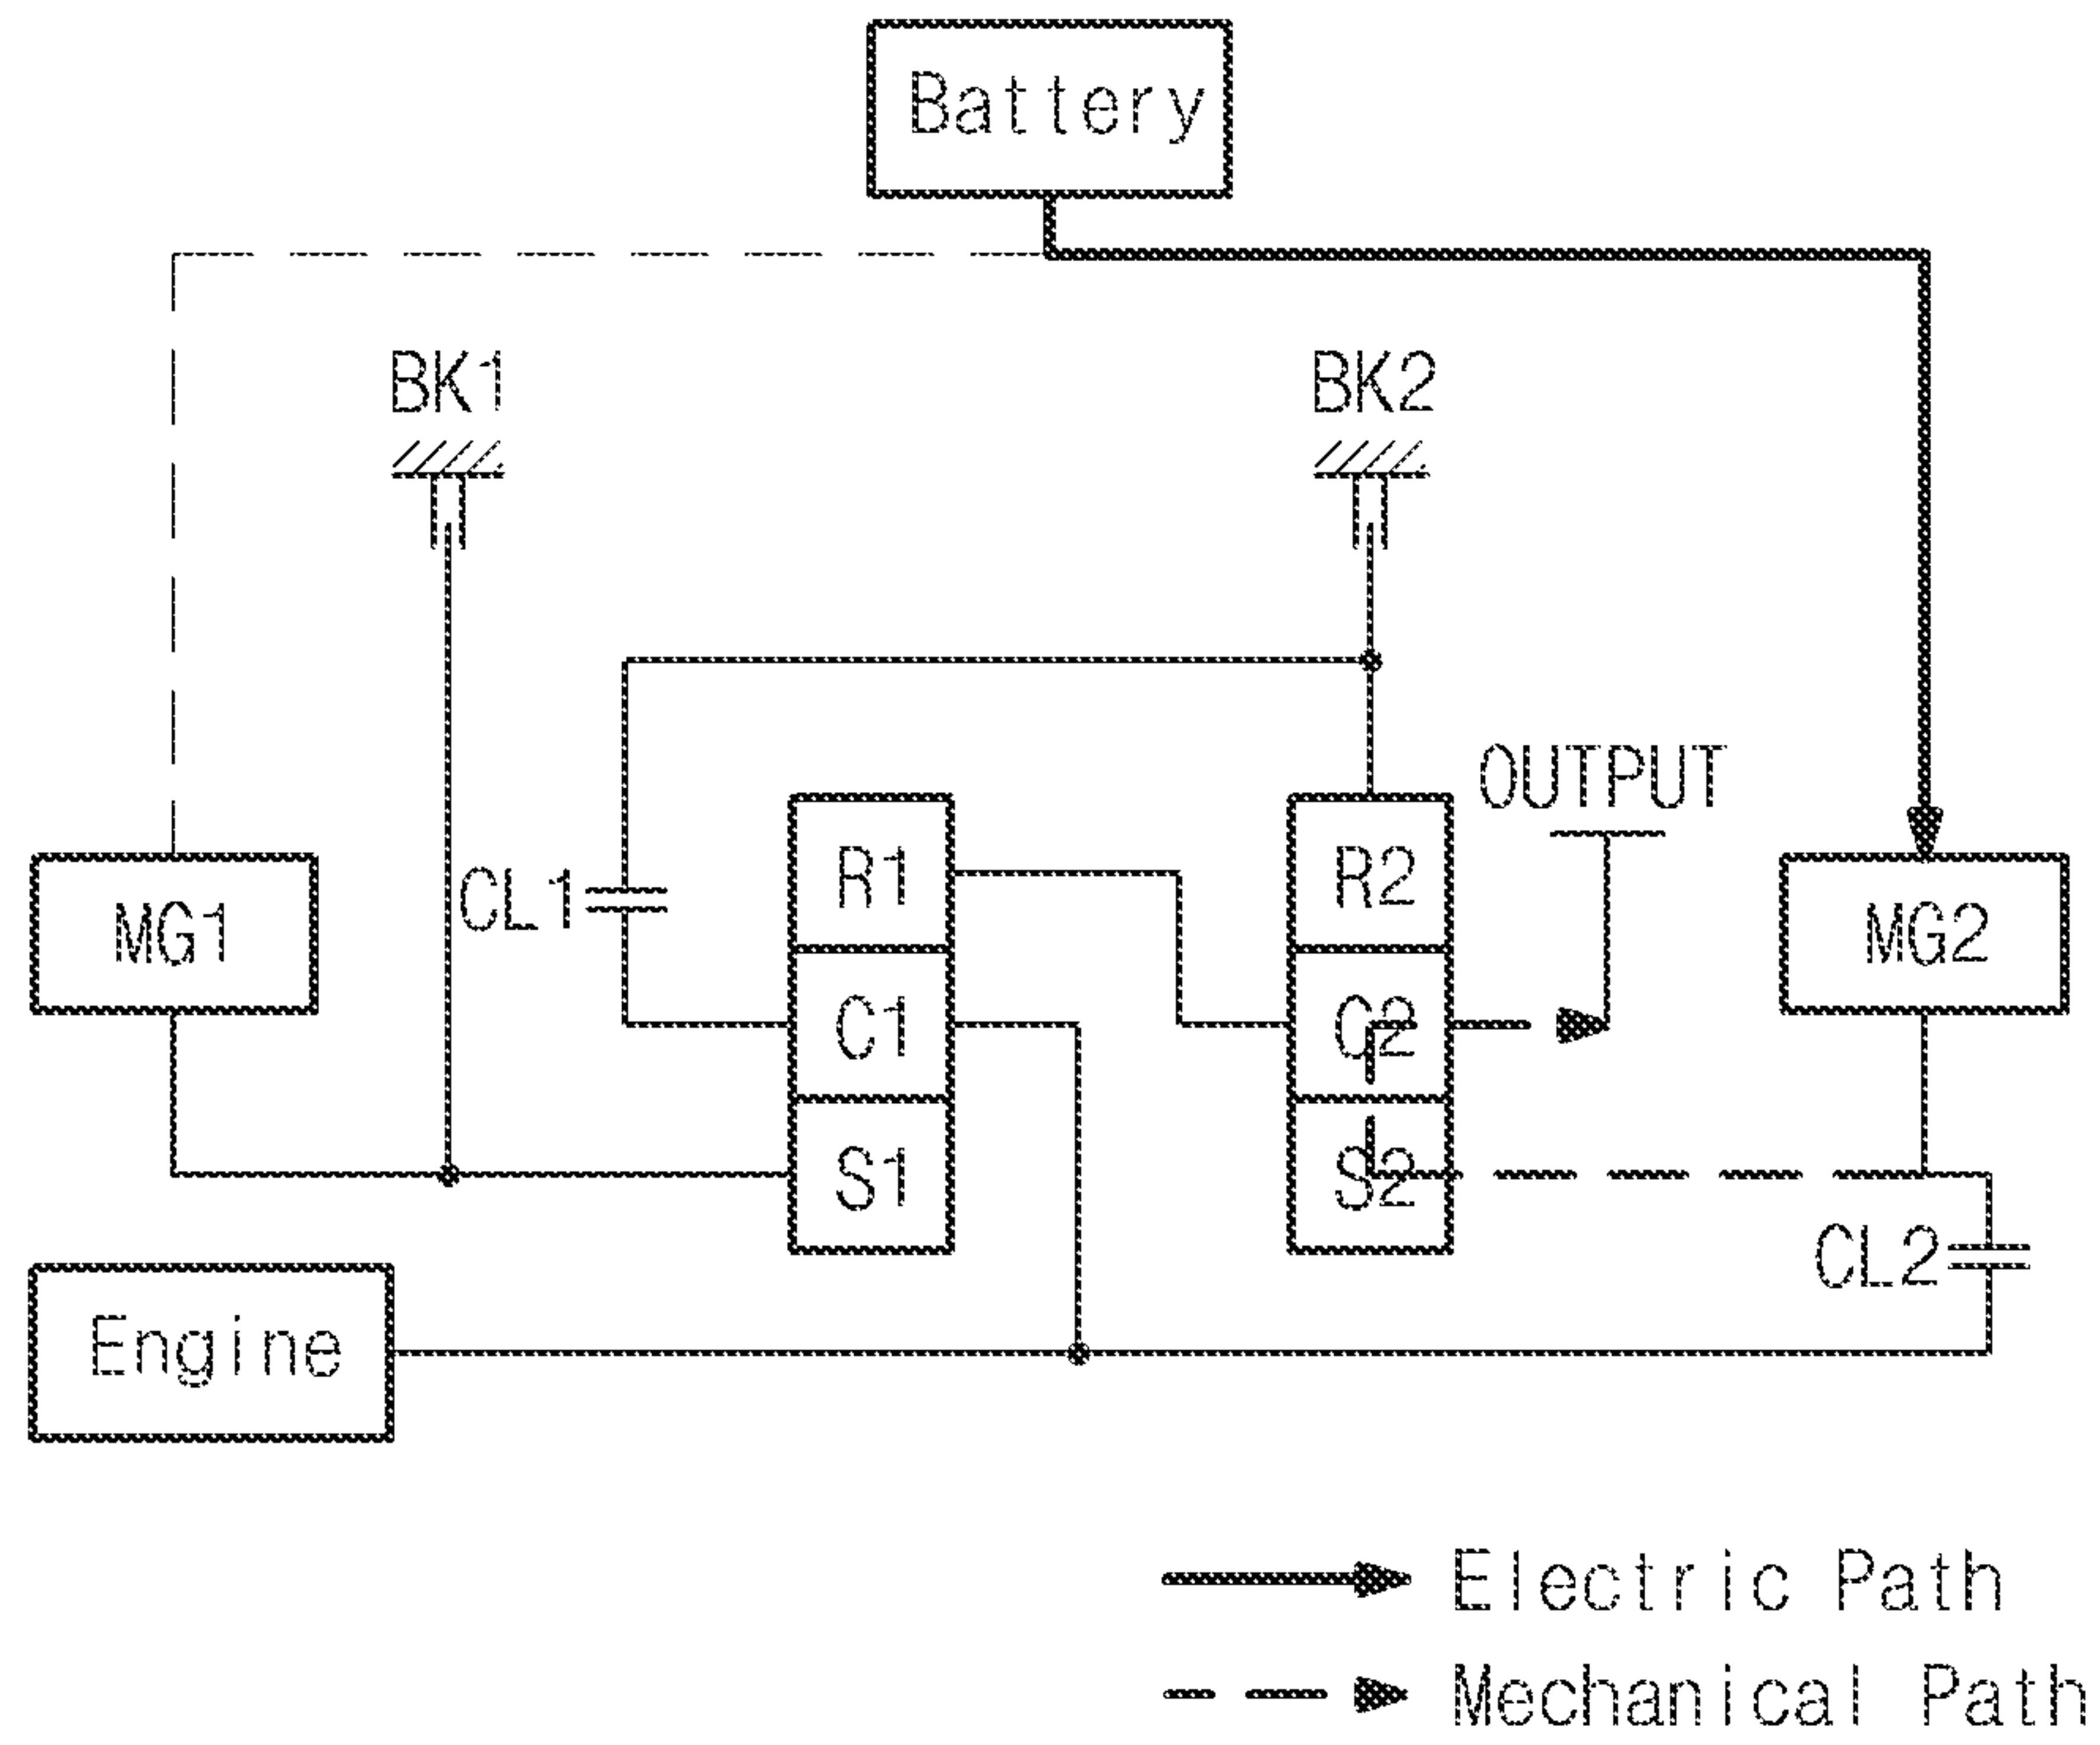 Battery
BK1
BK2
OUTPUT
CL1
R1
R2
MG1
MG2
C1
C2
S1
S2
CL2
Engine
Electric Path
Mechanical Path